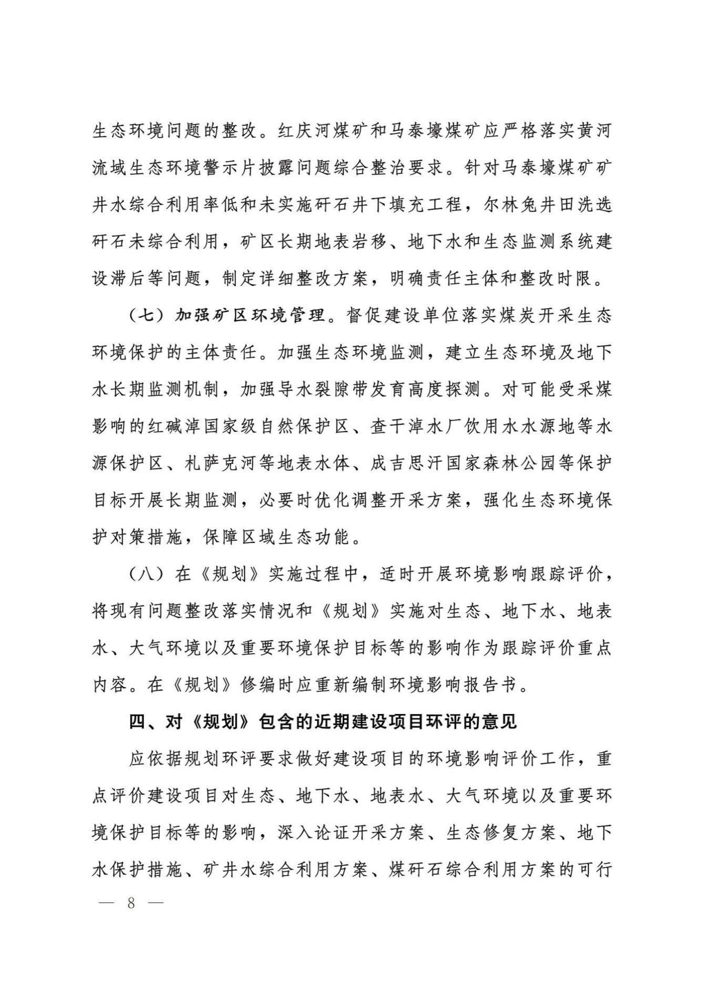 生态环境问题的整改。红庆河煤矿和马泰壕煤矿应严格落实黄河
流域生态环境警示片披露问题综合整治要求。针对马泰壕煤矿矿
井水综合利用率低和未实施矸石井下填充工程，尔林兔井田洗选
矸石未综合利用，矿区长期地表岩移、地下水和生态监测系统建
设滞后等问题，制定详细整改方案，明确责任主体和整改时限。
（七）加强矿区环境管理。督促建设单位落实煤炭开采生态
环境保护的主体责任。加强生态环境监测，建立生态环境及地下
水长期监测机制，加强导水裂隙带发育高度探测。对可能受采煤
影响的红碱淖国家级自然保护区、查干淖水厂饮用水水源地等水
源保护区、札萨克河等地表水体、成吉思汗国家森林公园等保护
目标开展长期监测，必要时优化调整开采方案，强化生态环境保
护对策措施，保障区域生态功能。
（八）在《规划》实施过程中，适时开展环境影响跟踪评价，
将现有问题整改落实情况和《规划》实施对生态、地下水、地表
水、大气环境以及重要环境保护目标等的影响作为跟踪评价重点
内容。在《规划》修编时应重新编制环境影响报告书。
四、对《规划》包含的近期建设项目环评的意见
应依据规划环评要求做好建设项目的环境影响评价工作，重
点评价建设项目对生态、地下水、地表水、大气环境以及重要环
境保护目标等的影响，深入论证开采方案、生态修复方案、地下
水保护措施、矿井水综合利用方案、煤矸石综合利用方案的可行
— 8 —